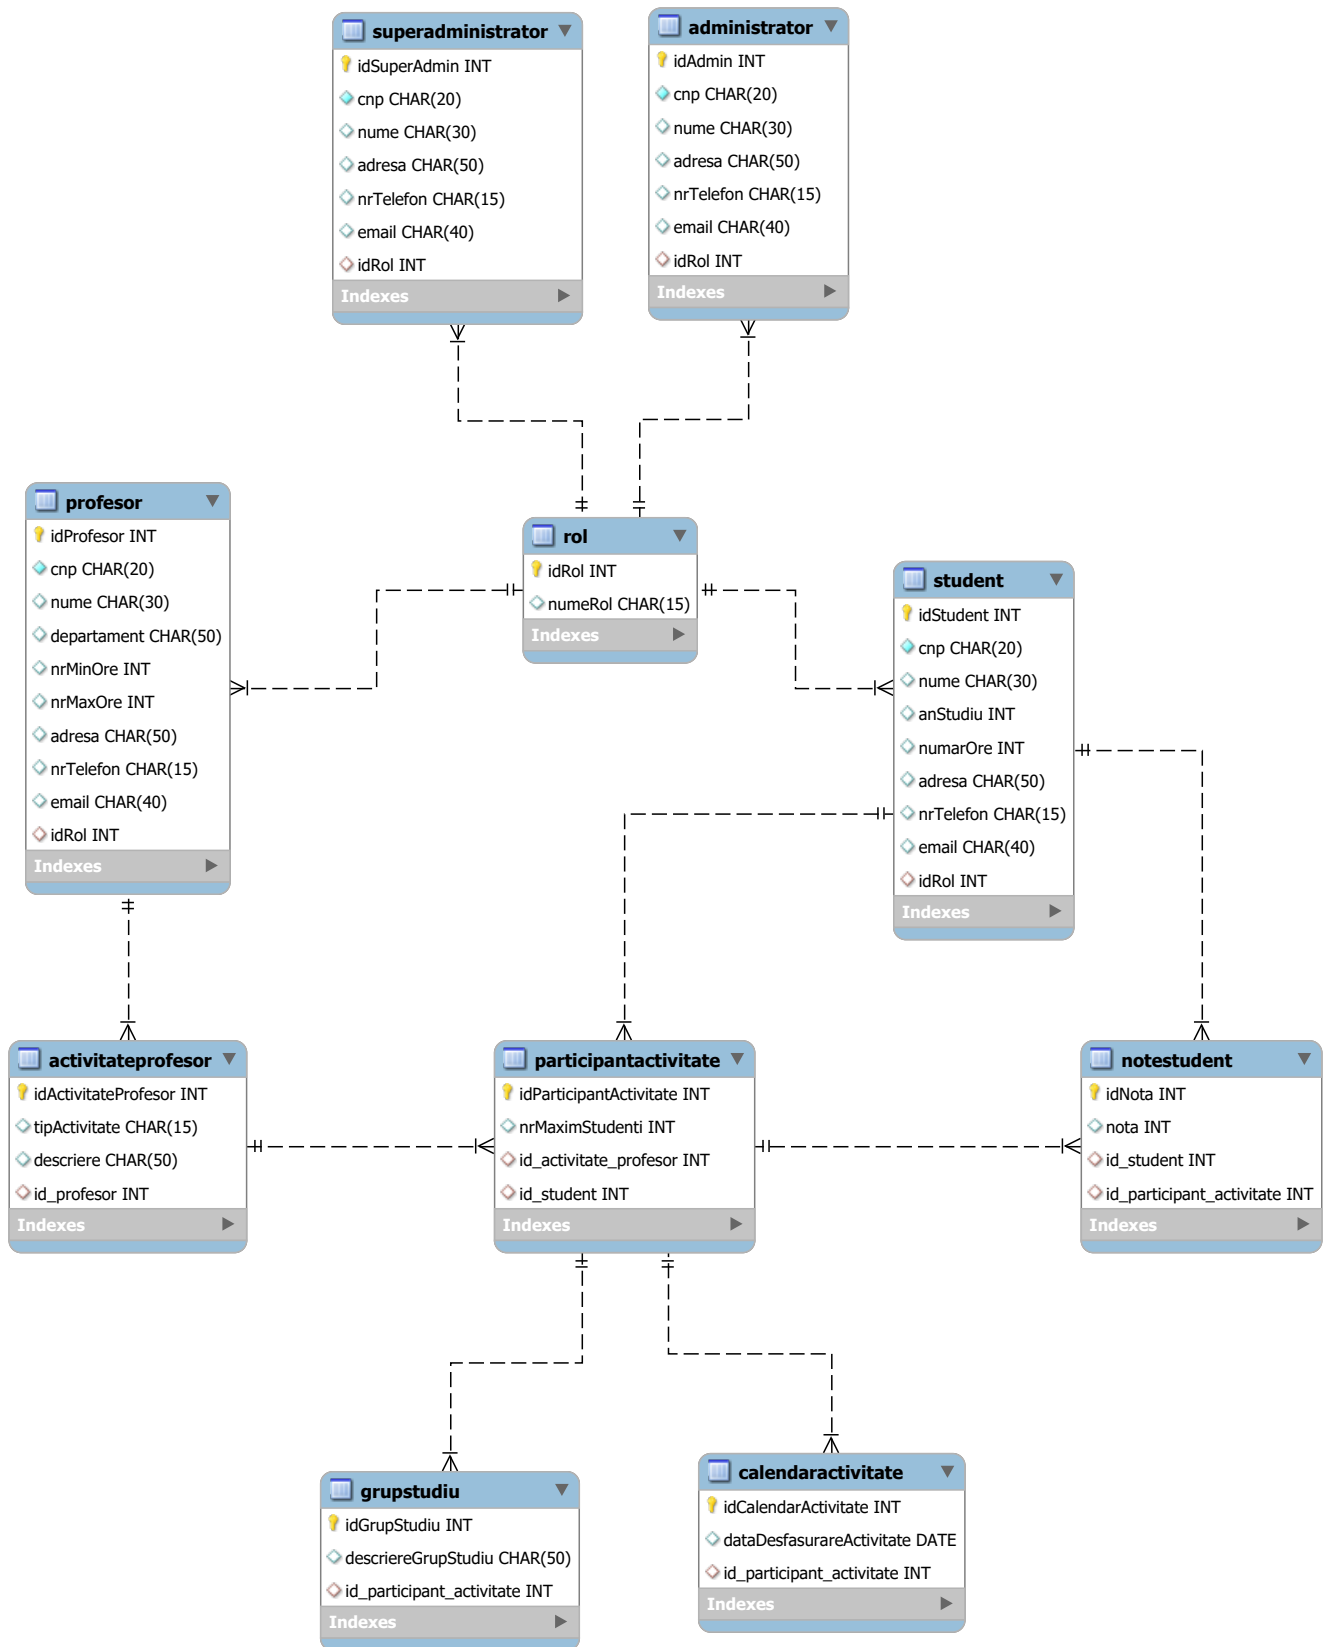 superadministrator
idSuperAdmin INT
cnp CHAR(20)
nume CHAR(30)
adresa CHAR(50)
nrTelefon CHAR(15)
email CHAR(40)
idRol INT
Indexes
administrator
idAdmin INT
cnp CHAR(20)
nume CHAR(30)
adresa CHAR(50)
nrTelefon CHAR(15)
email CHAR(40)
idRol INT
Indexes
profesor
idProfesor INT
cnp CHAR(20)
nume CHAR(30)
departament CHAR(50)
nrMinOre INT
nrMaxOre INT
adresa CHAR(50)
nrTelefon CHAR(15)
email CHAR(40)
idRol INT
Indexes
rol
idRol INT
numeRol CHAR(15)
Indexes
student
idStudent INT
cnp CHAR(20)
nume CHAR(30)
anStudiu INT
numarOre INT
adresa CHAR(50)
nrTelefon CHAR(15)
email CHAR(40)
idRol INT
Indexes
activitateprofesor
idActivitateProfesor INT
tipActivitate CHAR(15)
descriere CHAR(50)
id_profesor INT
Indexes
participantactivitate
idParticipantActivitate INT
nrMaximStudenti INT
id_activitate_profesor INT
id_student INT
Indexes
notestudent
idNota INT
nota INT
id_student INT
id_participant_activitate INT
Indexes
grupstudiu
idGrupStudiu INT
descriereGrupStudiu CHAR(50)
id_participant_activitate INT
Indexes
calendaractivitate
idCalendarActivitate INT
dataDesfasurareActivitate DATE
id_participant_activitate INT
Indexes